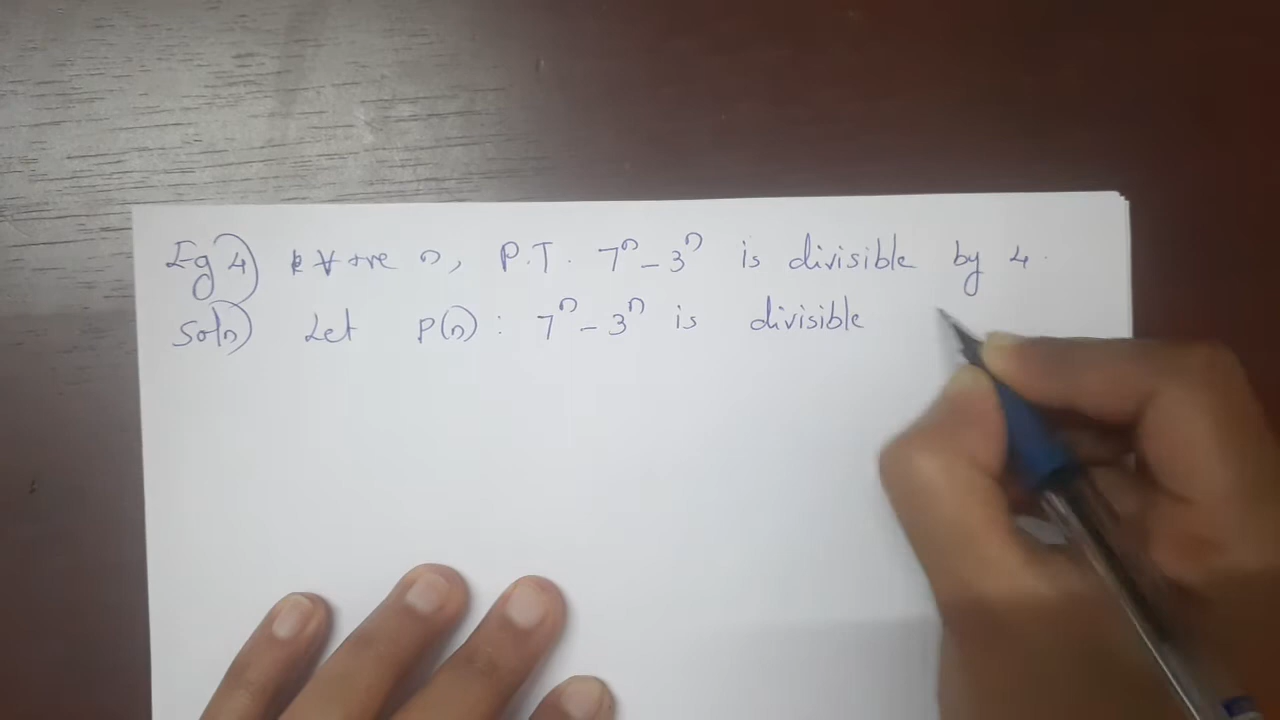 Eg 4) ∀ +ve n, P.T. 7ⁿ - 3ⁿ is divisible by 4.
Soln) Let P(n) : 7ⁿ - 3ⁿ is divisible